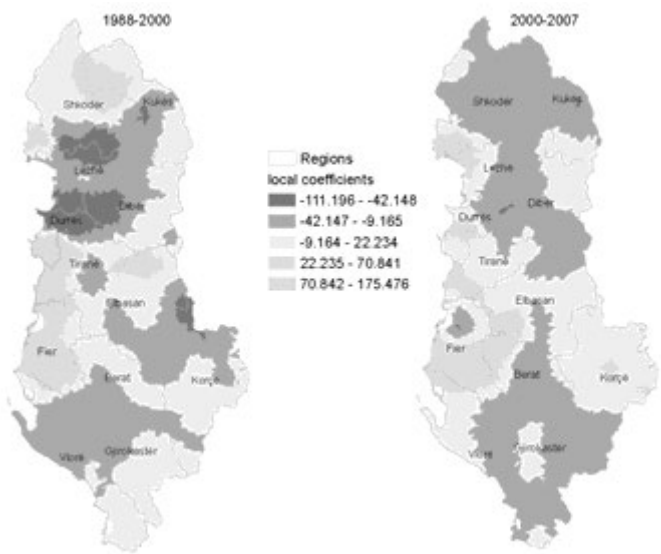 1988-2000
2000-2007
Shkoder
Kukes
Lezhe
Diber
Durres
Tirane
Elbasan
Fier
Berat
Korçe
Vlore
Gjirokaster
Regions
local coefficients
-111.196 - -42.148
-42.147 - -9.165
-9.164 - 22.234
22.235 - 70.841
70.842 - 175.476
Shkoder
Kukes
Lezhe
Diber
Durres
Tirane
Elbasan
Fier
Berat
Korçe
Vlore
Gjirokaster